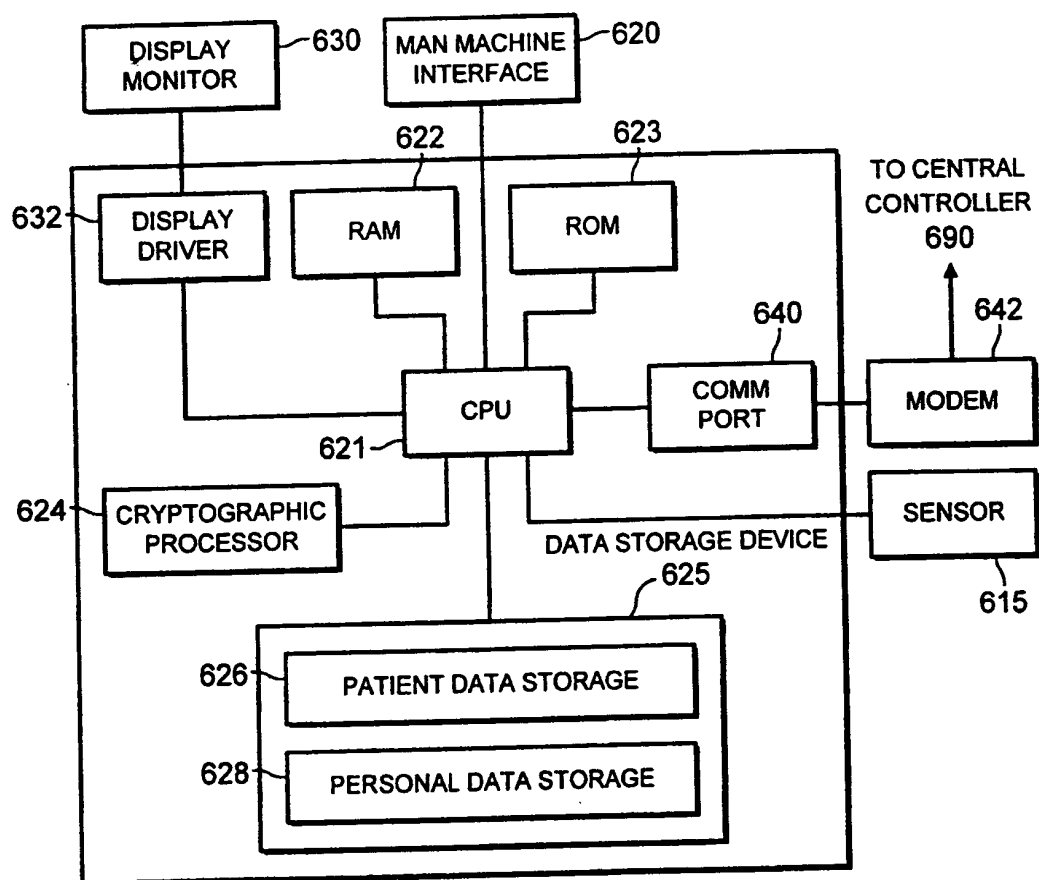 DISPLAY
MONITOR
630
MAN MACHINE
INTERFACE
620
622
623
TO CENTRAL
CONTROLLER
690
632
DISPLAY
DRIVER
RAM
ROM
640
642
CPU
621
COMM
PORT
MODEM
624
CRYPTOGRAPHIC
PROCESSOR
SENSOR
615
DATA STORAGE DEVICE
625
626
PATIENT DATA STORAGE
628
PERSONAL DATA STORAGE